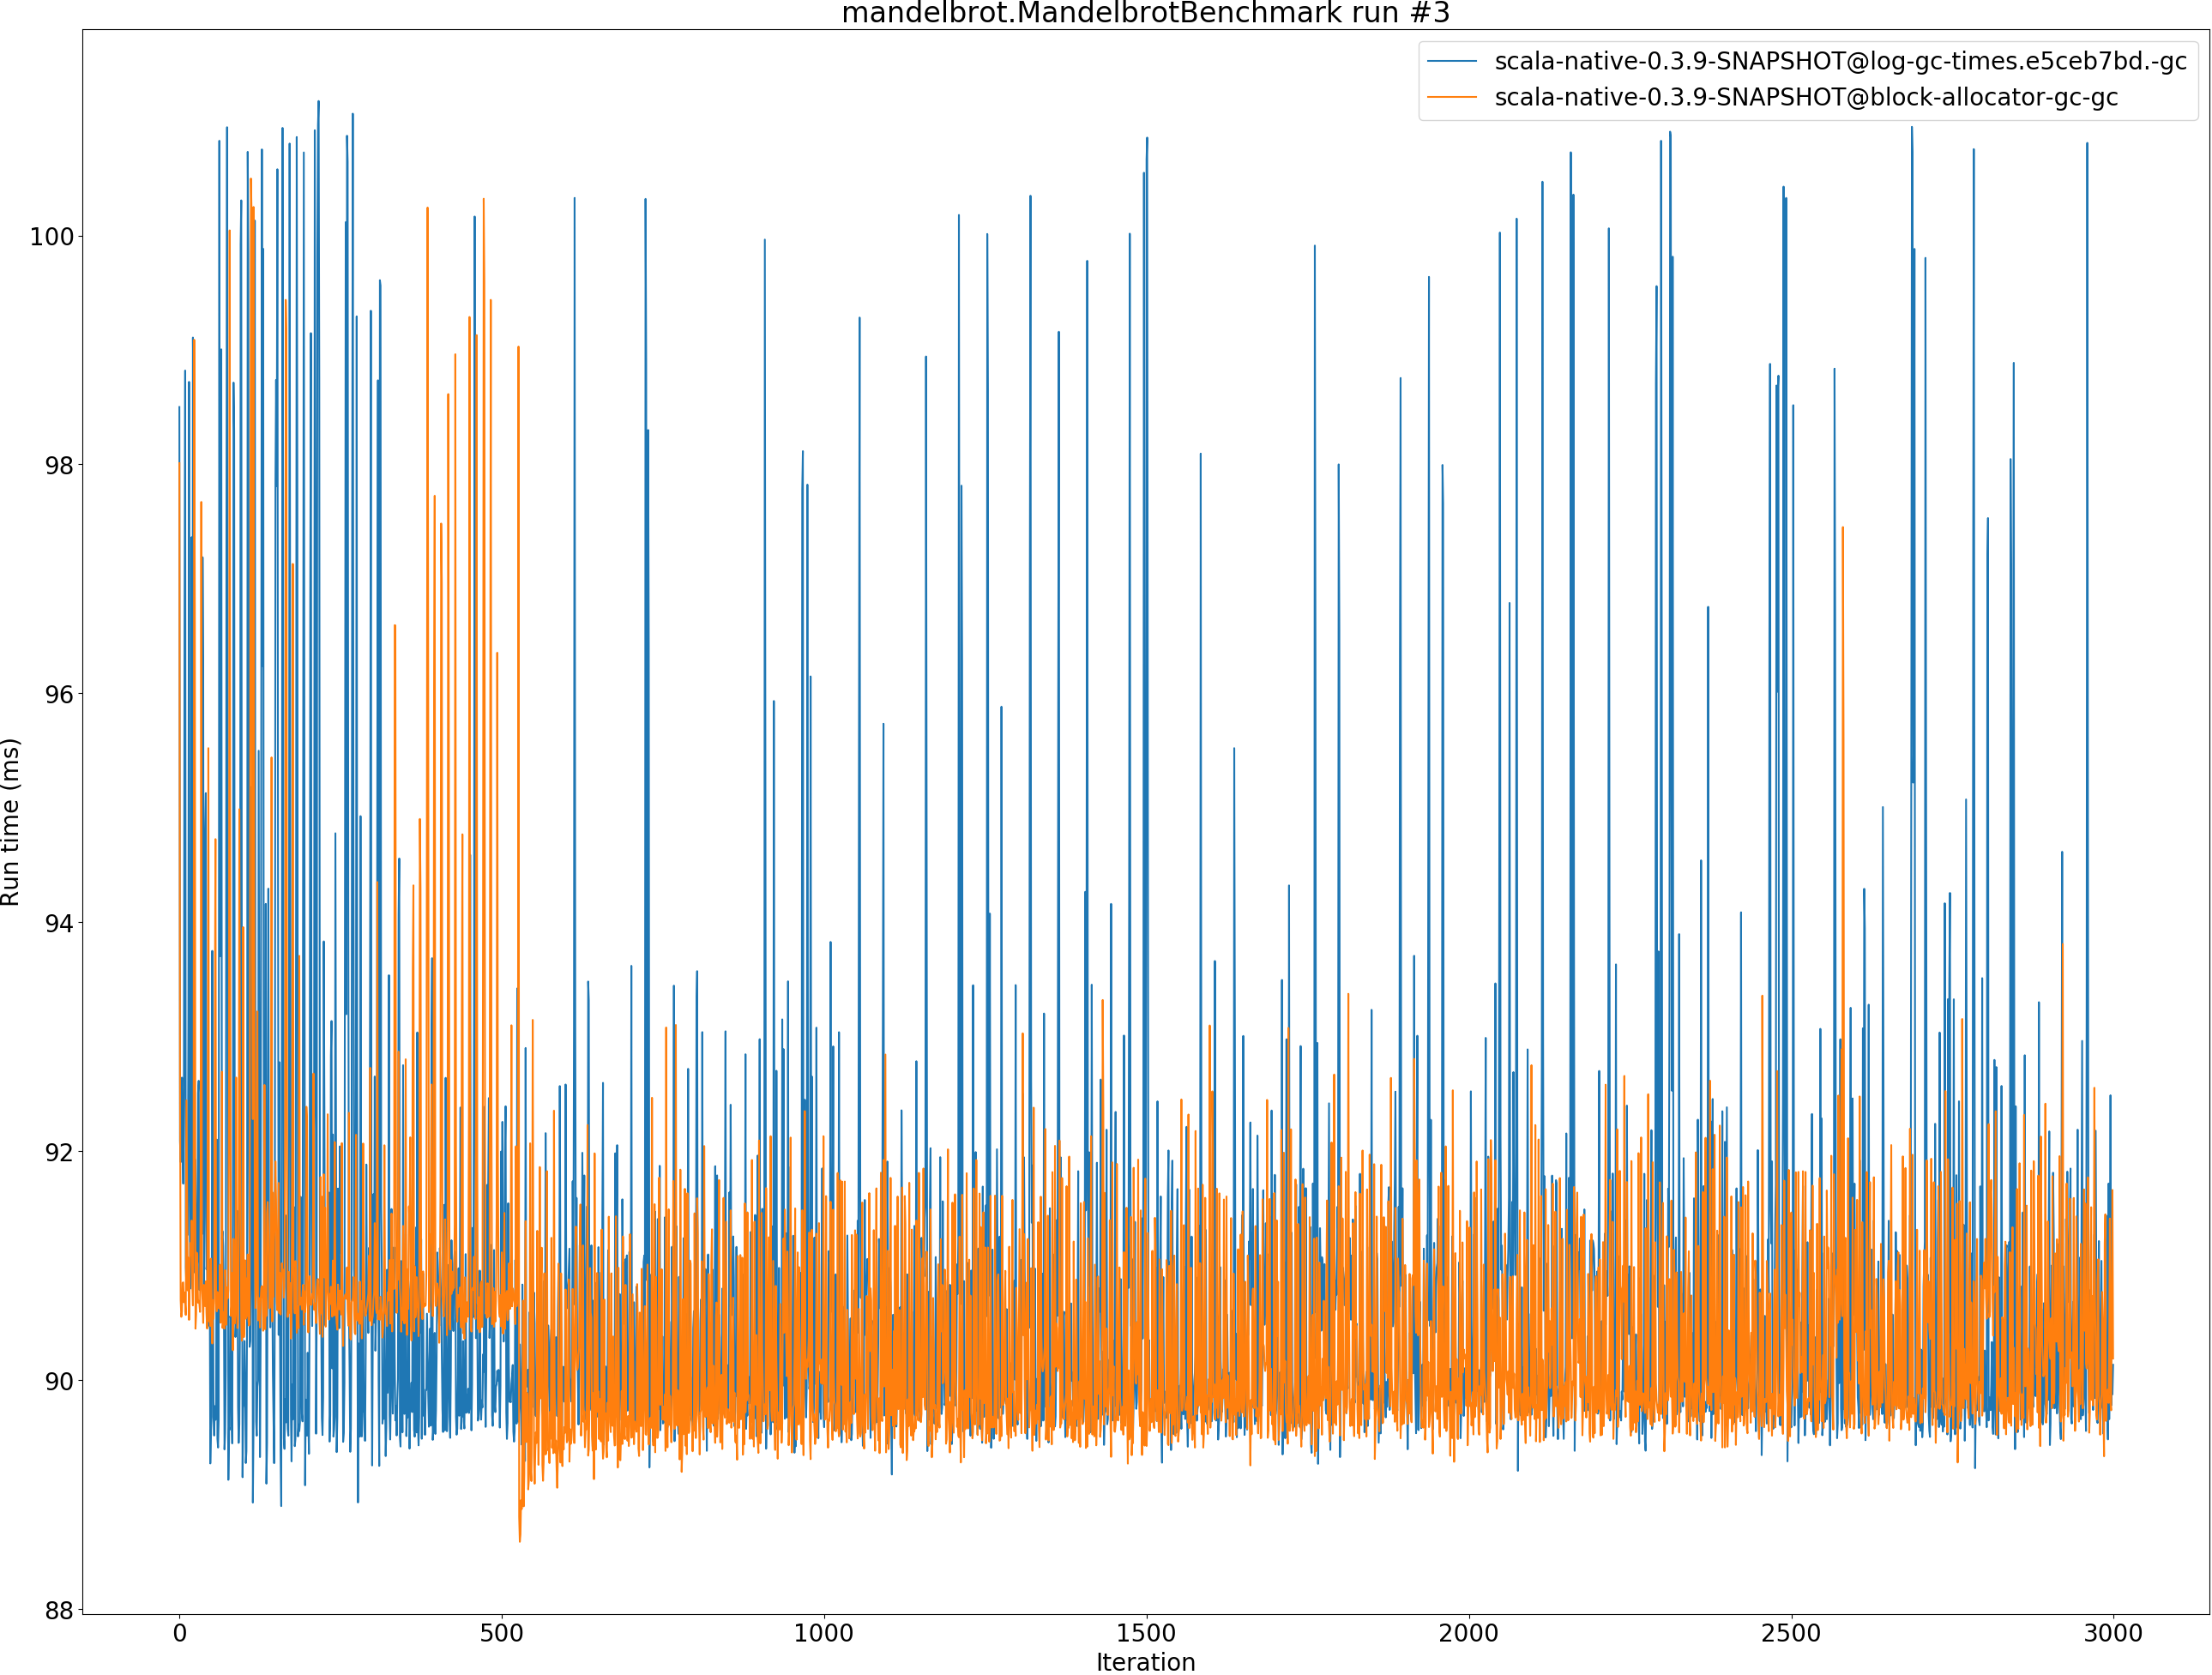 mandelbrot.MandelbrotBenchmark run #3
scala-native-0.3.9-SNAPSHOT@log-gc-times.e5ceb7bd.-gc
scala-native-0.3.9-SNAPSHOT@block-allocator-gc-gc
Run time (ms)
100
98
96
94
92
90
88
0 500 1000 1500 2000 2500 3000
Iteration